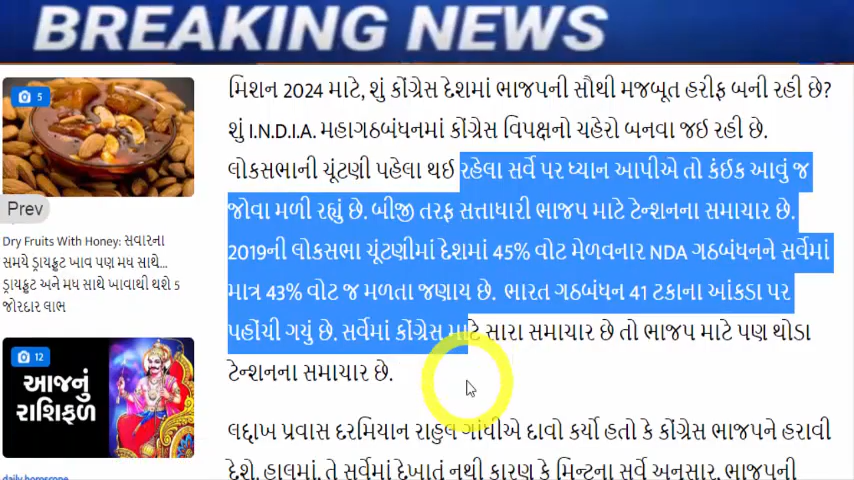 BREAKING NEWS
મિશન 2024 માટે, શું કોંગ્રેસ દેશમાં ભાજપની સૌથી મજબૂત હરીફ બની રહી છે?
શું I.N.D.I.A. મહાગઠબંધનમાં કોંગ્રેસ વિપક્ષનો ચહેરો બનવા જઈ રહી છે.
લોકસભાની ચૂંટણી પહેલા થઈ રહેલા સર્વે પર ધ્યાન આપીએ તો કંઈક આવું જ
જોવા મળી રહ્યું છે. બીજી તરફ સત્તાધારી ભાજપ માટે ટેન્શનના સમાચાર છે.
2019ની લોકસભા ચૂંટણીમાં દેશમાં 45% વોટ મેળવનાર NDA ગઠબંધનને સર્વેમાં
માત્ર 43% વોટ જ મળતા જણાય છે. ભારત ગઠબંધન 41 ટકાના આંકડા પર
પહોંચી ગયું છે. સર્વેમાં કોંગ્રેસ માટે સારા સમાચાર છે તો ભાજપ માટે પણ થોડા
ટેન્શનના સમાચાર છે.
લદ્દાખ પ્રવાસ દરમિયાન રાહુલ ગાંધીએ દાવો કર્યો હતો કે કોંગ્રેસ ભાજપને હરાવી
દેશે. હાલમાં, તે સર્વેમાં દેખાતું નથી કારણ કે મિન્ટના સર્વે અનુસાર, ભાજપની
5
Prev
Dry Fruits With Honey: સવારના
સમયે ડ્રાયફ્રુટ ખાવ પણ મધ સાથે...
ડ્રાયફ્રુટ અને મધ સાથે ખાવાથી થશે 5
જોરદાર લાભ
12
આજનું
રાશિફળ
daily horoscope